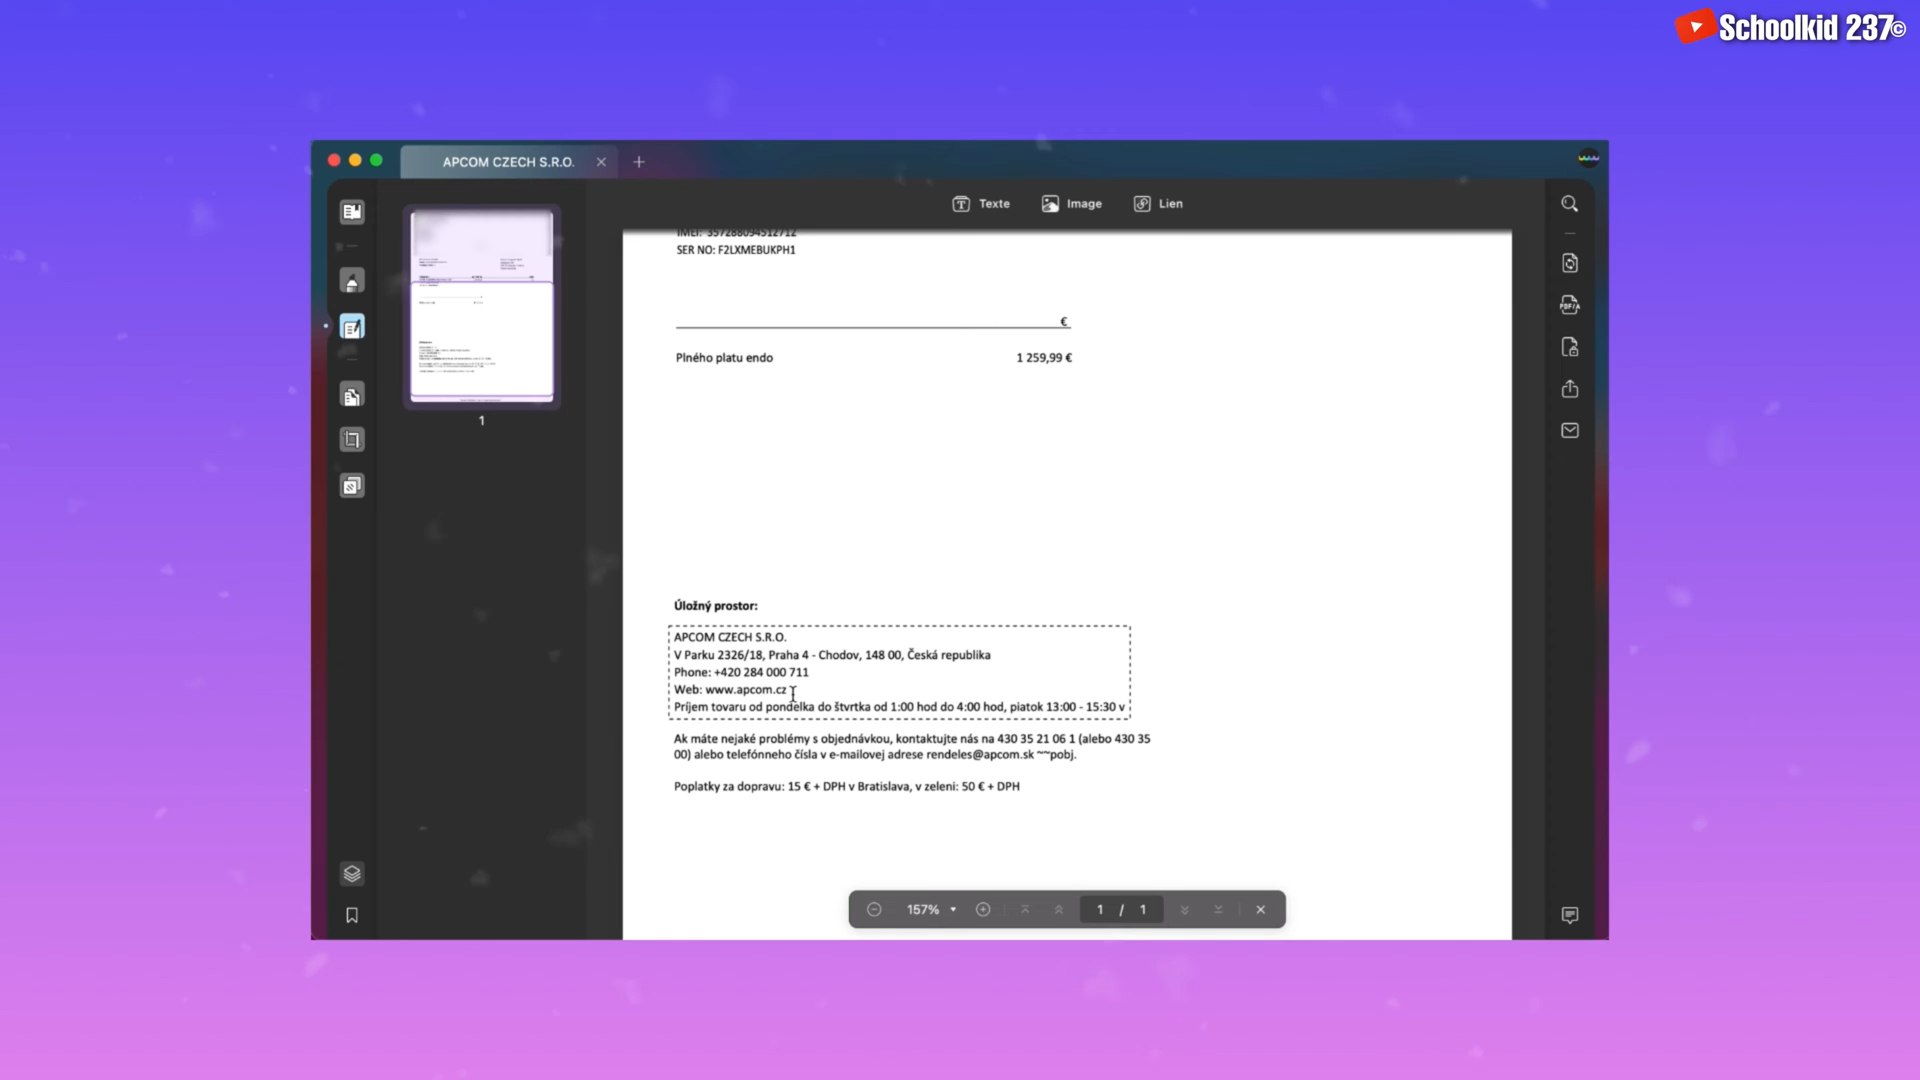 Schoolkid 237©
APCOM CZECH S.R.O.
Texte
Image
Lien
PDF/A
IMEI: 357288094512712
SER NO: F2LXMEBUKPH1
€
Plného platu endo 1 259,99 €
1
Úložný prostor:
APCOM CZECH S.R.O.
V Parku 2326/18, Praha 4 - Chodov, 148 00, Česká republika
Phone: +420 284 000 711
Web: www.apcom.cz
Príjem tovaru od pondelka do štvrtka od 1:00 hod do 4:00 hod, piatok 13:00 - 15:30 v
Ak máte nejaké problémy s objednávkou, kontaktujte nás na 430 35 21 06 1 (alebo 430 35
00) alebo telefónneho čísla v e-mailovej adrese rendeles@apcom.sk ~~pobj.
Poplatky za dopravu: 15 € + DPH v Bratislava, v zeleni: 50 € + DPH
157%
1 / 1